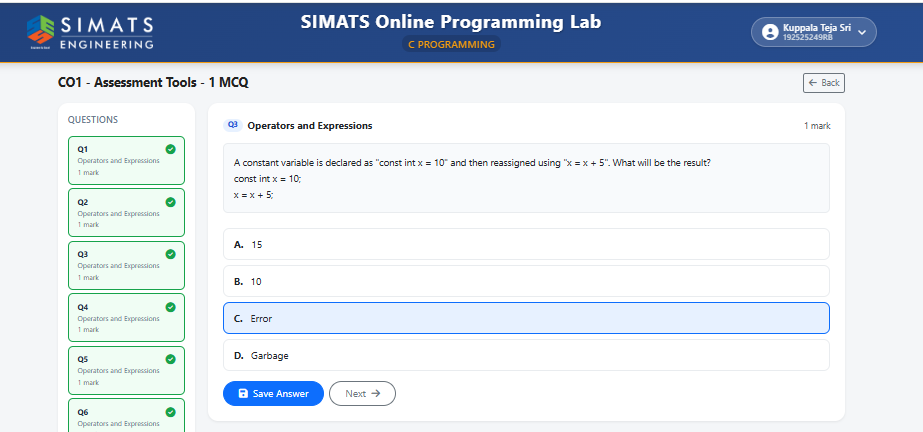 SIMATS
ENGINEERING
SIMATS Online Programming Lab
C PROGRAMMING
Kuppala Teja Sri
192525249RB
CO1 - Assessment Tools - 1 MCQ
← Back
QUESTIONS
Q1
Operators and Expressions
1 mark
Q2
Operators and Expressions
1 mark
Q3
Operators and Expressions
1 mark
Q4
Operators and Expressions
1 mark
Q5
Operators and Expressions
1 mark
Q6
Operators and Expressions
Q3 Operators and Expressions
1 mark
A constant variable is declared as "const int x = 10" and then reassigned using "x = x + 5". What will be the result?
const int x = 10;
x = x + 5;
A. 15
B. 10
C. Error
D. Garbage
Save Answer
Next →